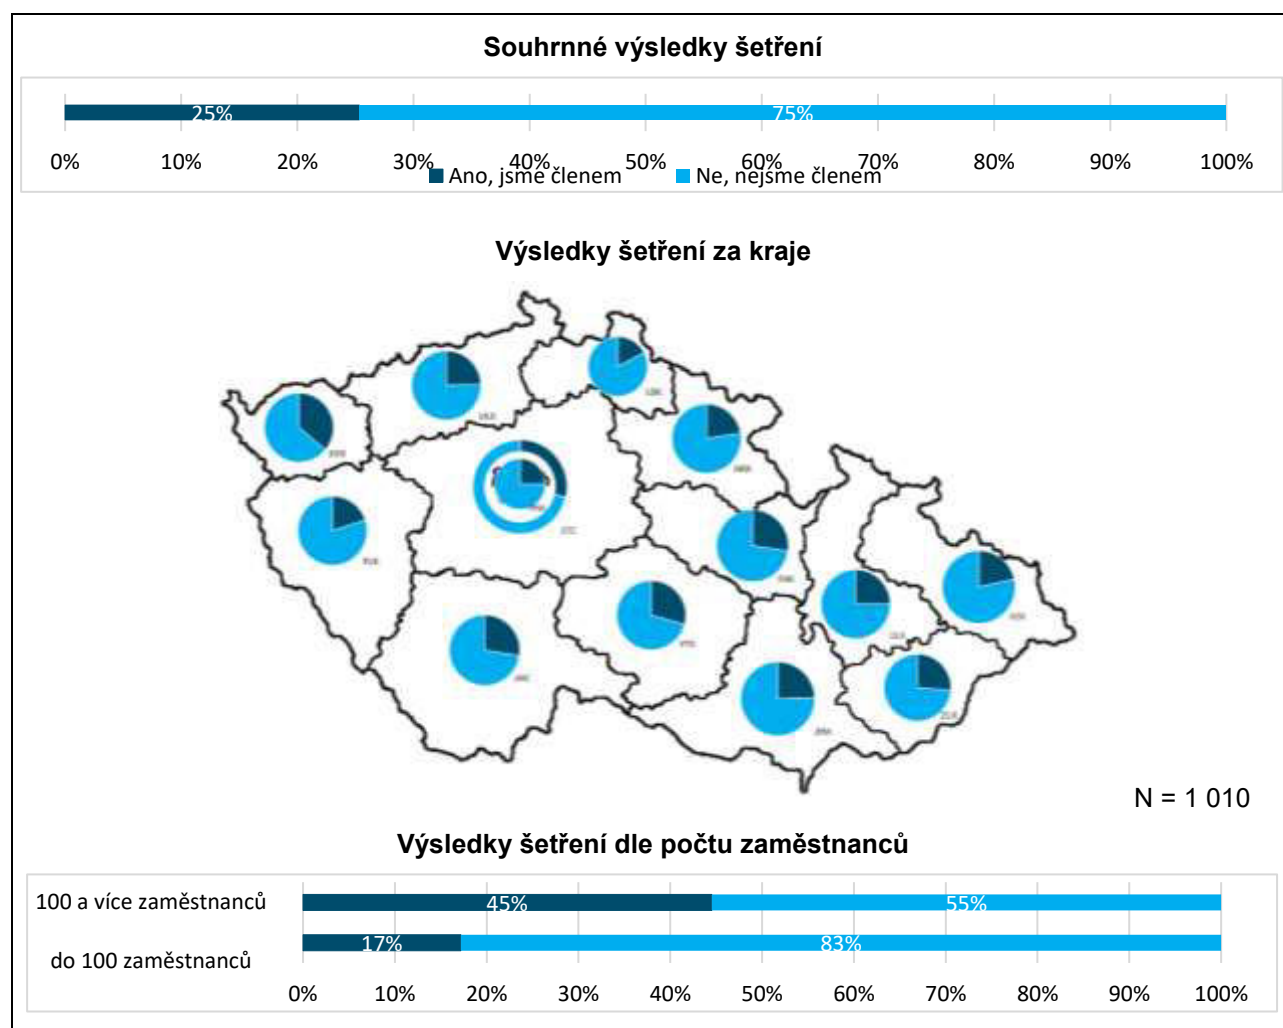 Souhrnné výsledky šetření
25% 75%
0% 10% 20% 30% 40% 50% 60% 70% 80% 90% 100%
Ano, jsme členem Ne, nejsme členem
Výsledky šetření za kraje
N = 1 010
Výsledky šetření dle počtu zaměstnanců
100 a více zaměstnanců 45% 55%
do 100 zaměstnanců 17% 83%
0% 10% 20% 30% 40% 50% 60% 70% 80% 90% 100%